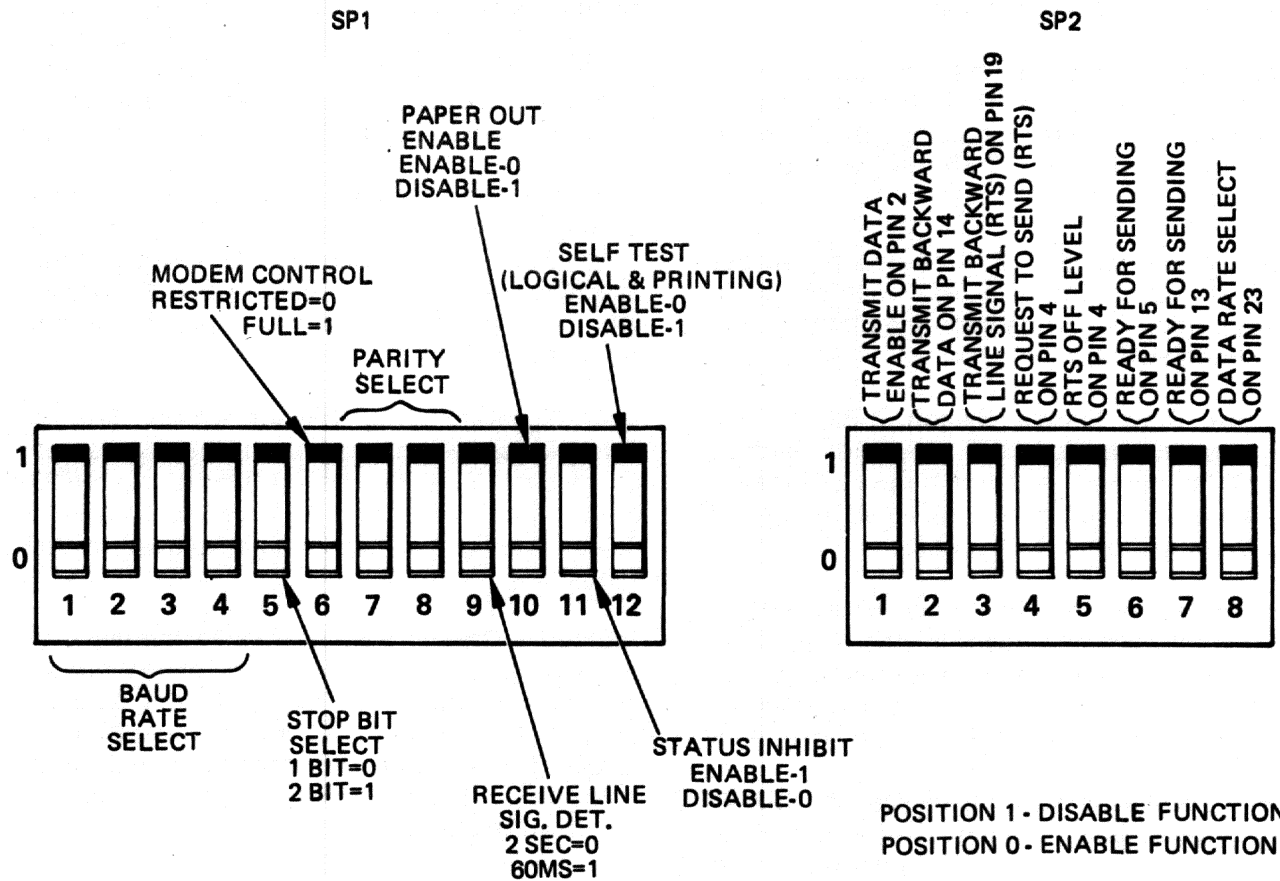 SP1
PAPER OUT
ENABLE
ENABLE-0
DISABLE-1
SELF TEST
(LOGICAL & PRINTING)
ENABLE-0
DISABLE-1
MODEM CONTROL
RESTRICTED=0
FULL=1
PARITY
SELECT
1
0
1 2 3 4 5 6 7 8 9 10 11 12
BAUD
RATE
SELECT
STOP BIT
SELECT
1 BIT=0
2 BIT=1
RECEIVE LINE
SIG. DET.
2 SEC=0
60MS=1
STATUS INHIBIT
ENABLE-1
DISABLE-0
SP2
TRANSMIT DATA
ENABLE ON PIN 2
TRANSMIT BACKWARD
DATA ON PIN 14
TRANSMIT BACKWARD
LINE SIGNAL (RTS) ON PIN 19
REQUEST TO SEND (RTS)
ON PIN 4
RTS OFF LEVEL
ON PIN 4
READY FOR SENDING
ON PIN 5
READY FOR SENDING
ON PIN 13
DATA RATE SELECT
ON PIN 23
1
0
1 2 3 4 5 6 7 8
POSITION 1 - DISABLE FUNCTION
POSITION 0 - ENABLE FUNCTION